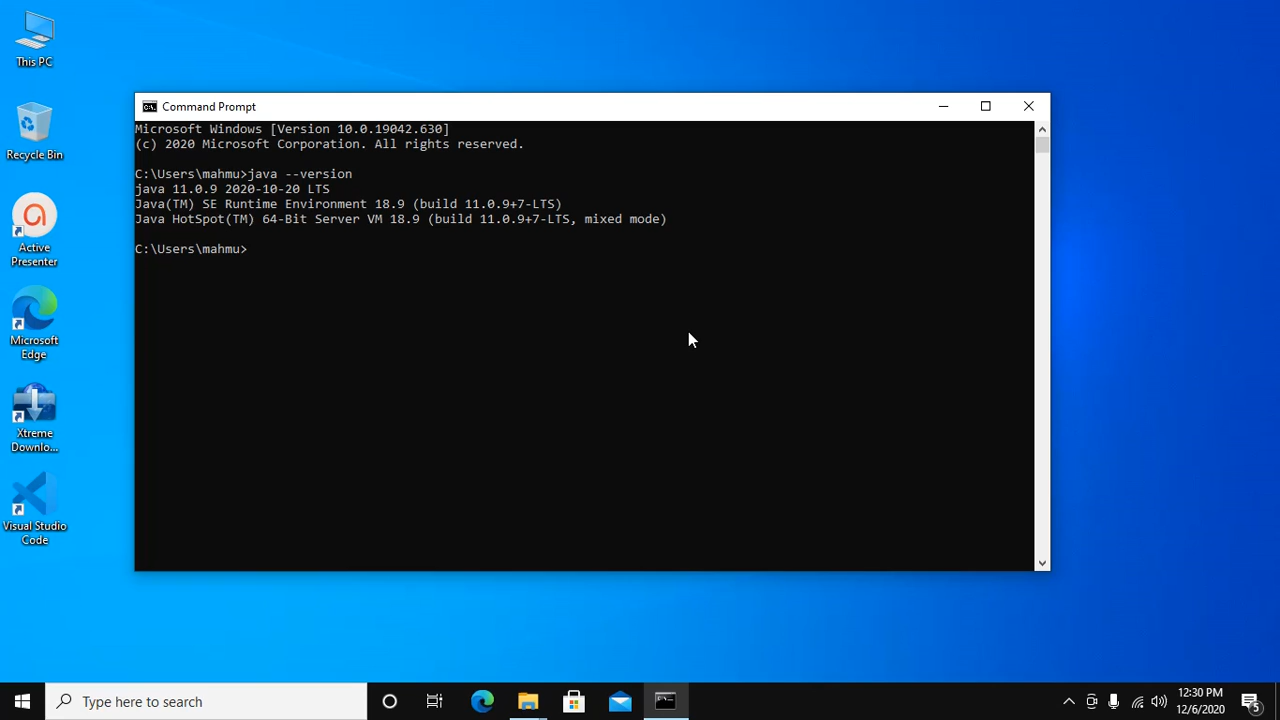 This PC
Recycle Bin
Active
Presenter
Microsoft
Edge
Xtreme
Downlo...
Visual Studio
Code
C:\.
Command Prompt
Microsoft Windows [Version 10.0.19042.630]
(c) 2020 Microsoft Corporation. All rights reserved.
C:\Users\mahmu>java --version
java 11.0.9 2020-10-20 LTS
Java(TM) SE Runtime Environment 18.9 (build 11.0.9+7-LTS)
Java HotSpot(TM) 64-Bit Server VM 18.9 (build 11.0.9+7-LTS, mixed mode)
C:\Users\mahmu>
Type here to search
12:30 PM
12/6/2020
5